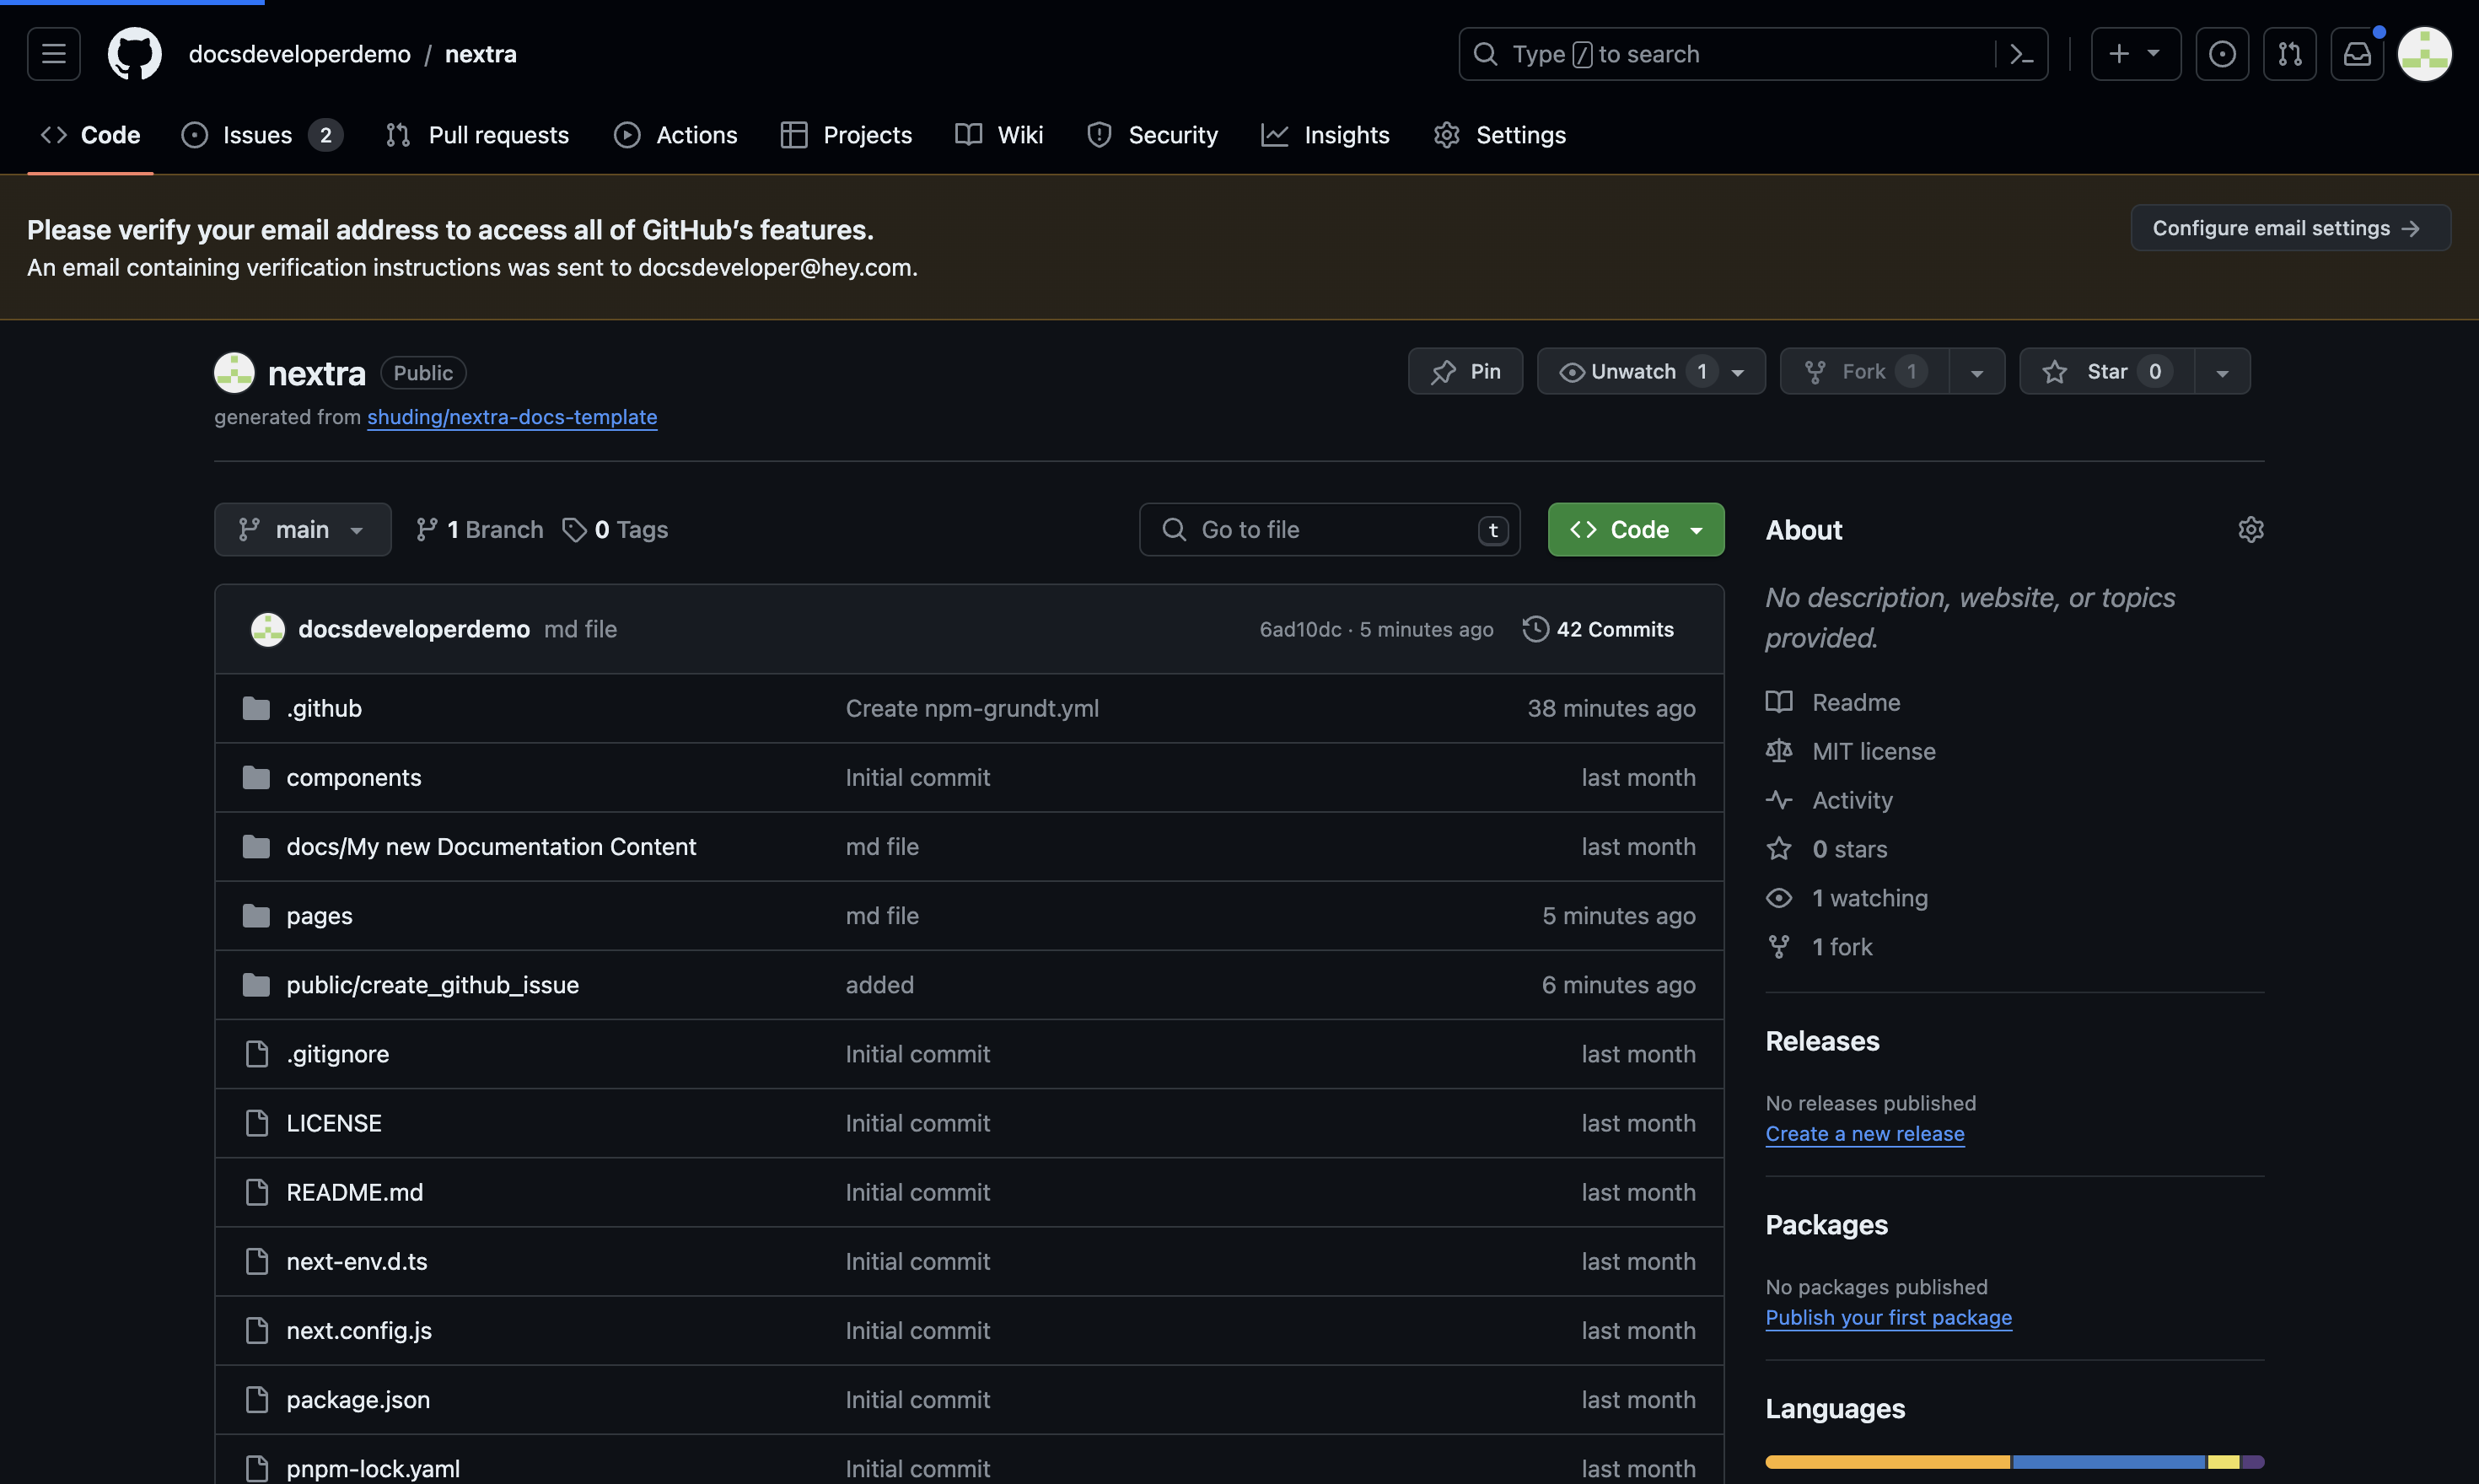 docsdeveloperdemo / nextra
Type / to search
Code
Issues 2
Pull requests
Actions
Projects
Wiki
Security
Insights
Settings
Please verify your email address to access all of GitHub’s features.
An email containing verification instructions was sent to docsdeveloper@hey.com.
Configure email settings
nextra Public
generated from shuding/nextra-docs-template
Pin
Unwatch 1
Fork 1
Star 0
main
1 Branch
0 Tags
Go to file t
Code
docsdeveloperdemo md file 6ad10dc · 5 minutes ago 42 Commits
.github Create npm-grundt.yml 38 minutes ago
components Initial commit last month
docs/My new Documentation Content md file last month
pages md file 5 minutes ago
public/create_github_issue added 6 minutes ago
.gitignore Initial commit last month
LICENSE Initial commit last month
README.md Initial commit last month
next-env.d.ts Initial commit last month
next.config.js Initial commit last month
package.json Initial commit last month
pnpm-lock.yaml Initial commit last month
About
No description, website, or topics
provided.
Readme
MIT license
Activity
0 stars
1 watching
1 fork
Releases
No releases published
Create a new release
Packages
No packages published
Publish your first package
Languages